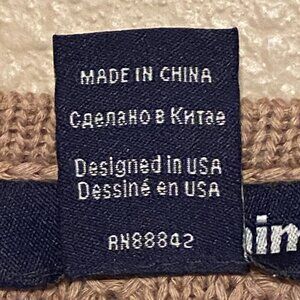 MADE IN CHINA
Сделано в Китае
Designed in USA
Dessiné en USA
RN88842